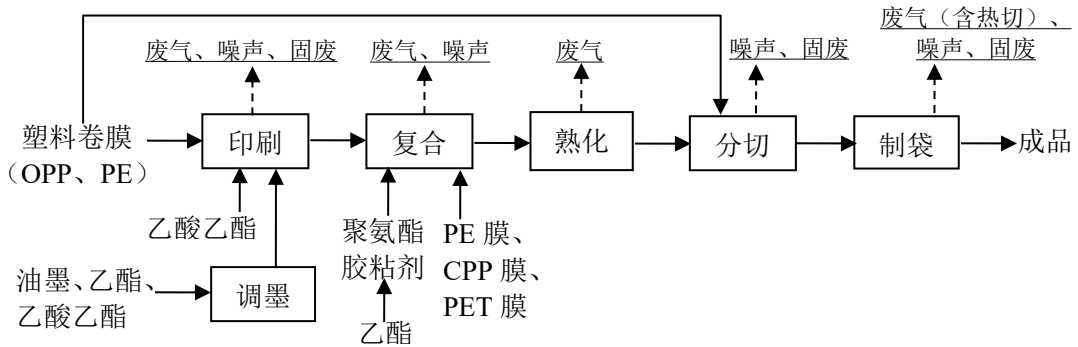 废气（含热切）、
噪声、固废
废气、噪声、固废
废气、噪声
废气
噪声、固废
塑料卷膜
（OPP、PE）
印刷
复合
熟化
分切
制袋
成品
乙酸乙酯
聚氨酯
胶粘剂
PE 膜、
CPP 膜、
PET 膜
油墨、乙酯、
乙酸乙酯
调墨
乙酯